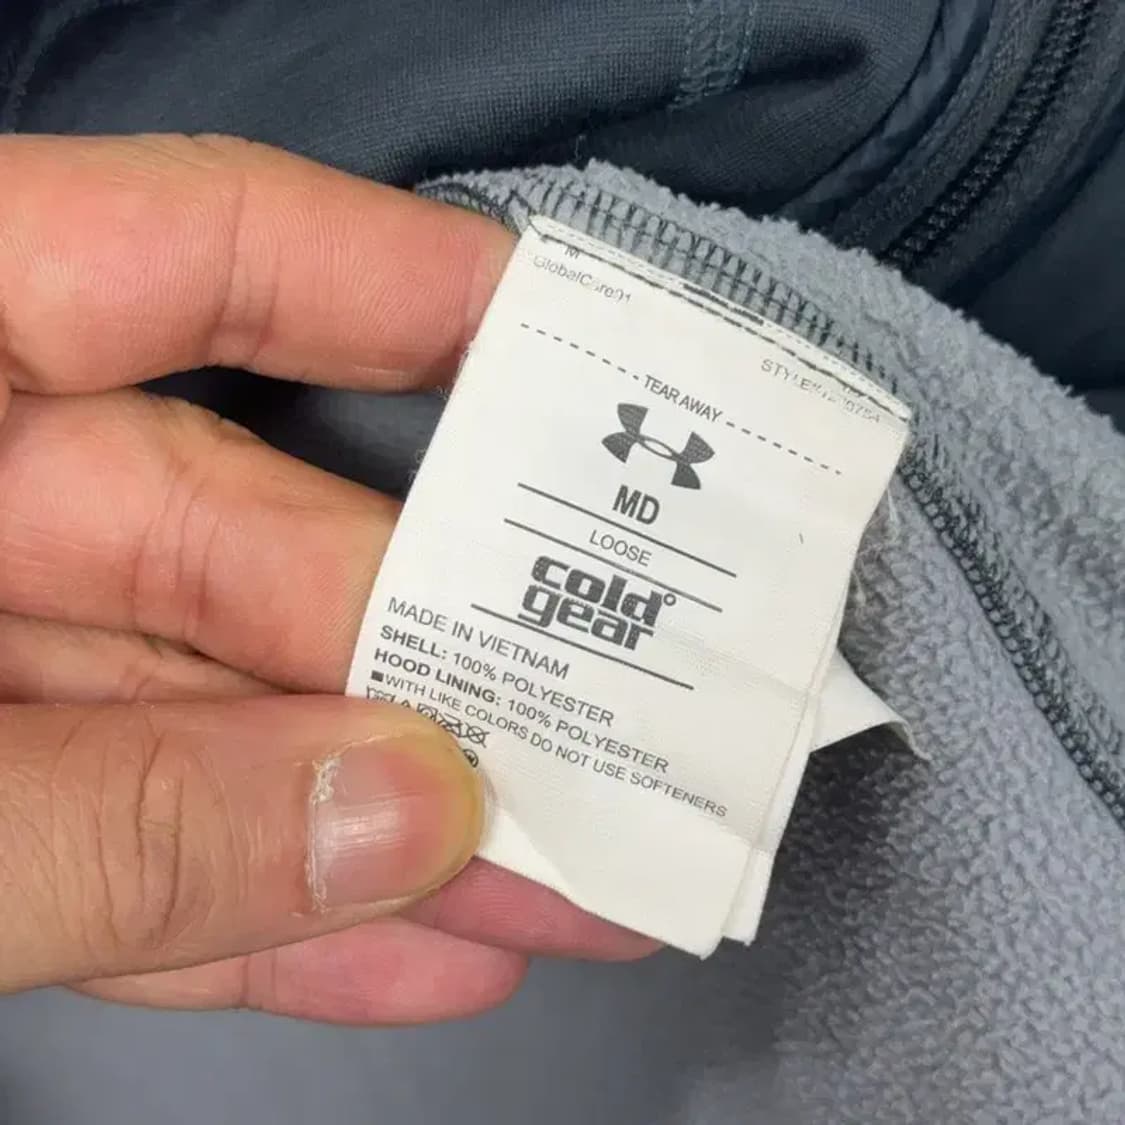 M
GlobalCare01
TEAR AWAY
MD
LOOSE
cold°
gear
MADE IN VIETNAM
SHELL: 100% POLYESTER
HOOD LINING: 100% POLYESTER
■WITH LIKE COLORS DO NOT USE SOFTENERS